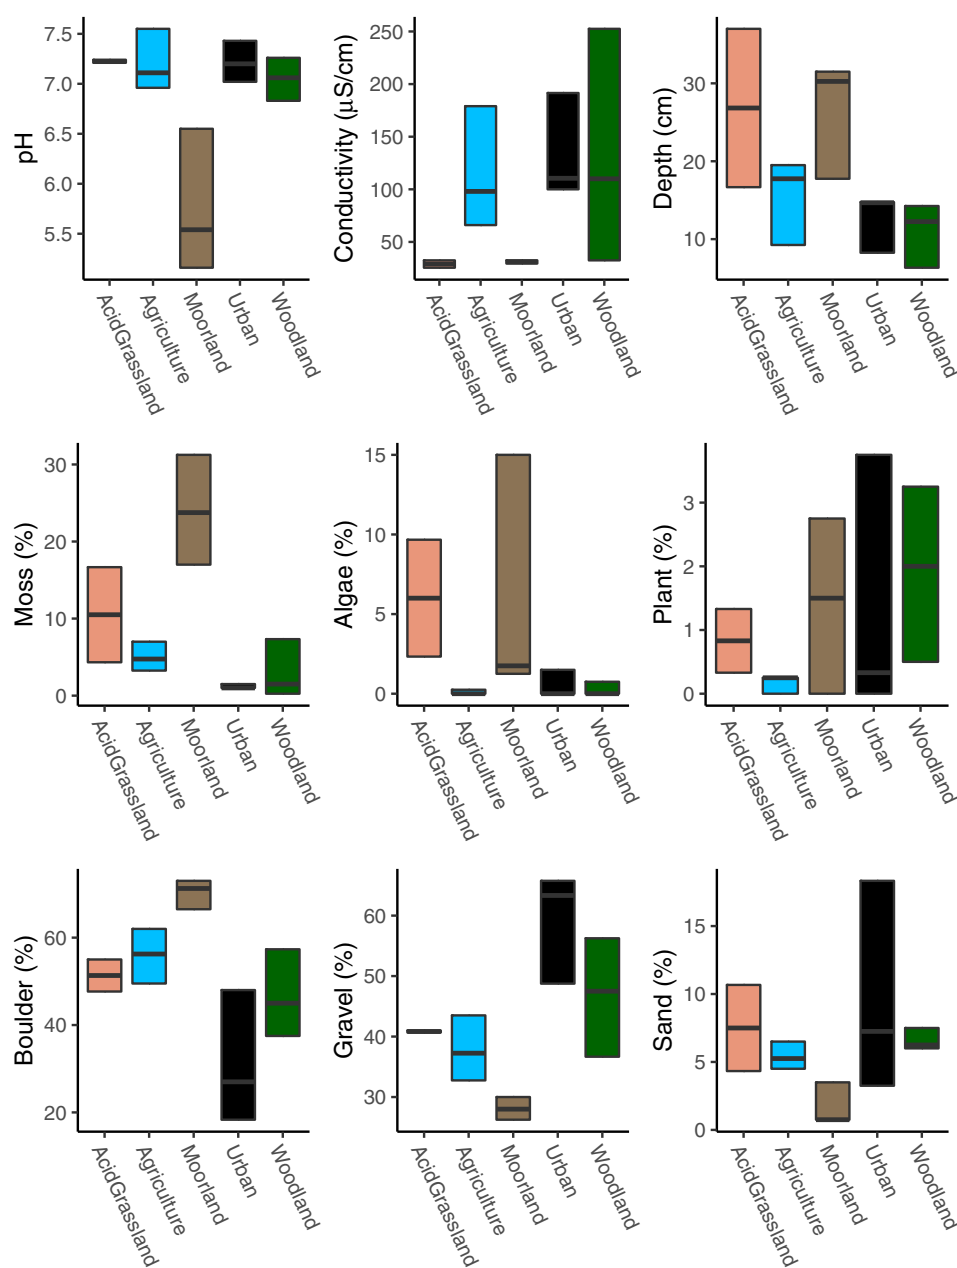 pH
7.5
7.0
6.5
6.0
5.5
AcidGrassland
Agriculture
Moorland
Urban
Woodland
Conductivity (μS/cm)
250
200
150
100
50
AcidGrassland
Agriculture
Moorland
Urban
Woodland
Depth (cm)
30
20
10
AcidGrassland
Agriculture
Moorland
Urban
Woodland
Moss (%)
30
20
10
0
AcidGrassland
Agriculture
Moorland
Urban
Woodland
Algae (%)
15
10
5
0
AcidGrassland
Agriculture
Moorland
Urban
Woodland
Plant (%)
3
2
1
0
AcidGrassland
Agriculture
Moorland
Urban
Woodland
Boulder (%)
60
40
20
AcidGrassland
Agriculture
Moorland
Urban
Woodland
Gravel (%)
60
50
40
30
AcidGrassland
Agriculture
Moorland
Urban
Woodland
Sand (%)
15
10
5
0
AcidGrassland
Agriculture
Moorland
Urban
Woodland